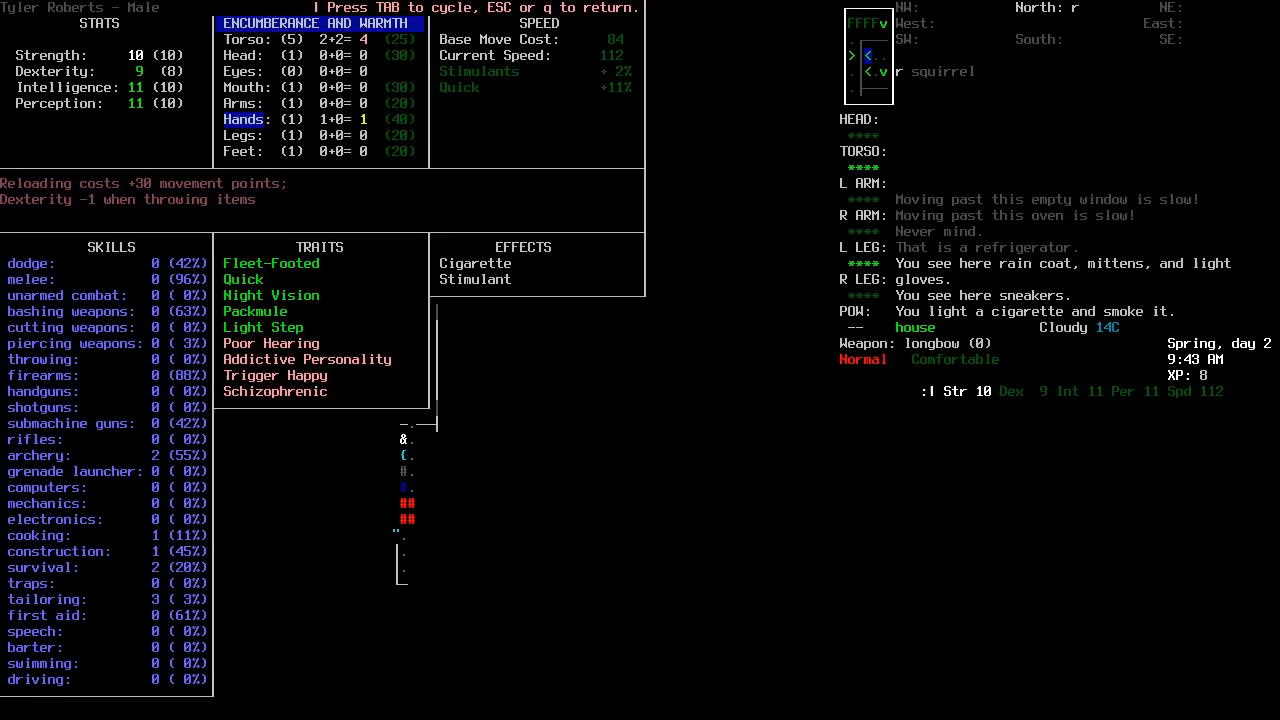 Tyler Roberts - Male
| Press TAB to cycle, ESC or q to return.
STATS
Strength: 10 (10)
Dexterity: 9 (8)
Intelligence: 11 (10)
Perception: 11 (10)
ENCUMBERANCE AND WARMTH
Torso: (5) 2+2= 4 (25)
Head: (1) 0+0= 0 (30)
Eyes: (0) 0+0= 0
Mouth: (1) 0+0= 0 (30)
Arms: (1) 0+0= 0 (20)
Hands: (1) 1+0= 1 (40)
Legs: (1) 0+0= 0 (20)
Feet: (1) 0+0= 0 (20)
SPEED
Base Move Cost: 84
Current Speed: 112
Stimulants + 2%
Quick +11%
Reloading costs +30 movement points;
Dexterity -1 when throwing items
SKILLS
dodge: 0 (42%)
melee: 0 (96%)
unarmed combat: 0 ( 0%)
bashing weapons: 0 (63%)
cutting weapons: 0 ( 0%)
piercing weapons: 0 ( 3%)
throwing: 0 ( 0%)
firearms: 0 (88%)
handguns: 0 ( 0%)
shotguns: 0 ( 0%)
submachine guns: 0 (42%)
rifles: 0 ( 0%)
archery: 2 (55%)
grenade launcher: 0 ( 0%)
computers: 0 ( 0%)
mechanics: 0 ( 0%)
electronics: 0 ( 0%)
cooking: 1 (11%)
construction: 1 (45%)
survival: 2 (20%)
traps: 0 ( 0%)
tailoring: 3 ( 3%)
first aid: 0 (61%)
speech: 0 ( 0%)
barter: 0 ( 0%)
swimming: 0 ( 0%)
driving: 0 ( 0%)
TRAITS
Fleet-Footed
Quick
Night Vision
Packmule
Light Step
Poor Hearing
Addictive Personality
Trigger Happy
Schizophrenic
EFFECTS
Cigarette
Stimulant
-.
&.
{.
#.
.
##
##
".
.
.
FFFFv
.
> <..
. <.v
.
NW: North: r NE:
West: East:
SW: South: SE:
r squirrel
HEAD:
****
TORSO:
****
L ARM:
**** Moving past this empty window is slow!
R ARM: Moving past this oven is slow!
**** Never mind.
L LEG: That is a refrigerator.
**** You see here rain coat, mittens, and light
R LEG: gloves.
**** You see here sneakers.
POW: You light a cigarette and smoke it.
-- house Cloudy 14C
Weapon: longbow (0) Spring, day 2
Normal Comfortable 9:43 AM
XP: 8
:| Str 10 Dex 9 Int 11 Per 11 Spd 112